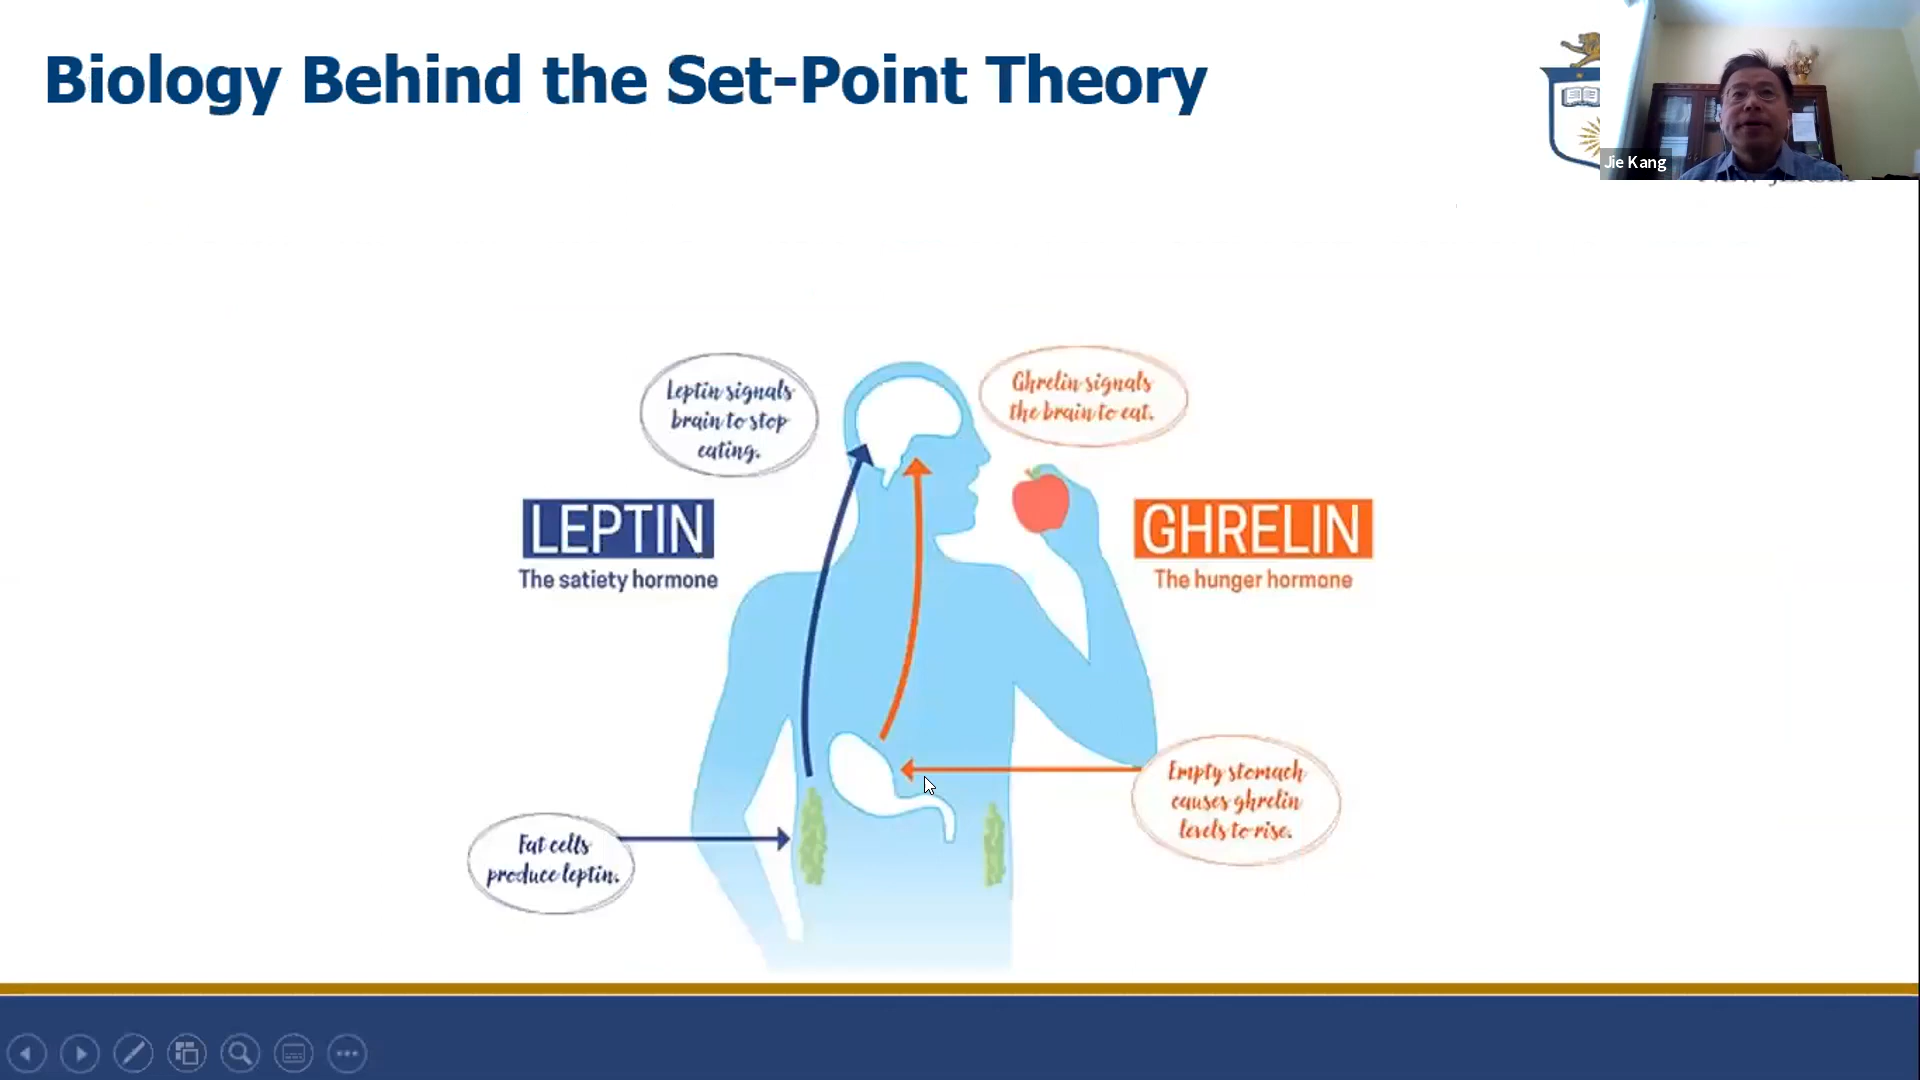 Biology Behind the Set-Point Theory
Jie Kang
Leptin signals
brain to stop
eating.
Ghrelin signals
the brain to eat.
LEPTIN
The satiety hormone
GHRELIN
The hunger hormone
Empty stomach
causes ghrelin
levels to rise.
Fat cells
produce leptin.